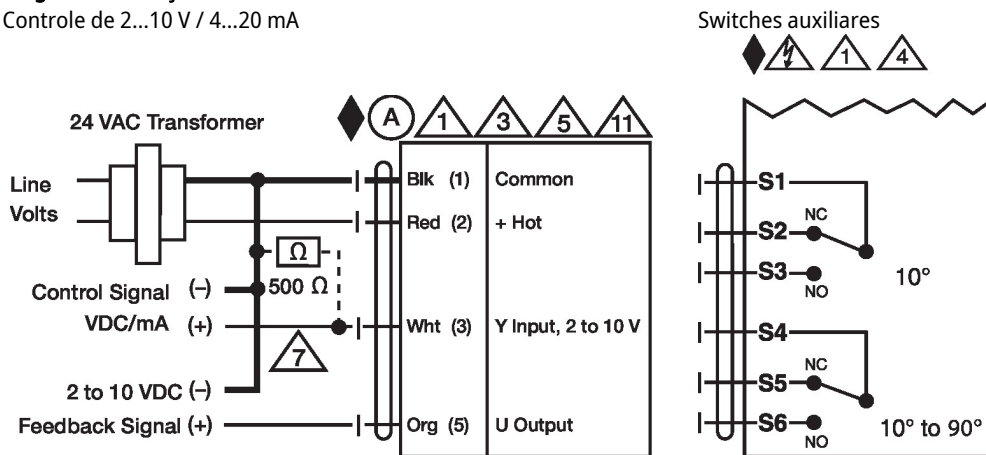 Controle de 2...10 V / 4...20 mA
Switches auxiliares
1 4
24 VAC Transformer
A 1 3 5 11
Line
Volts
Blk (1) Common
Red (2) + Hot
Ω
500 Ω
Control Signal (–)
VDC/mA (+)
Wht (3) Y Input, 2 to 10 V
7
2 to 10 VDC (–)
Feedback Signal (+)
Org (5) U Output
S1
S2 NC
S3 NO
10°
S4
S5 NC
S6 NO
10° to 90°